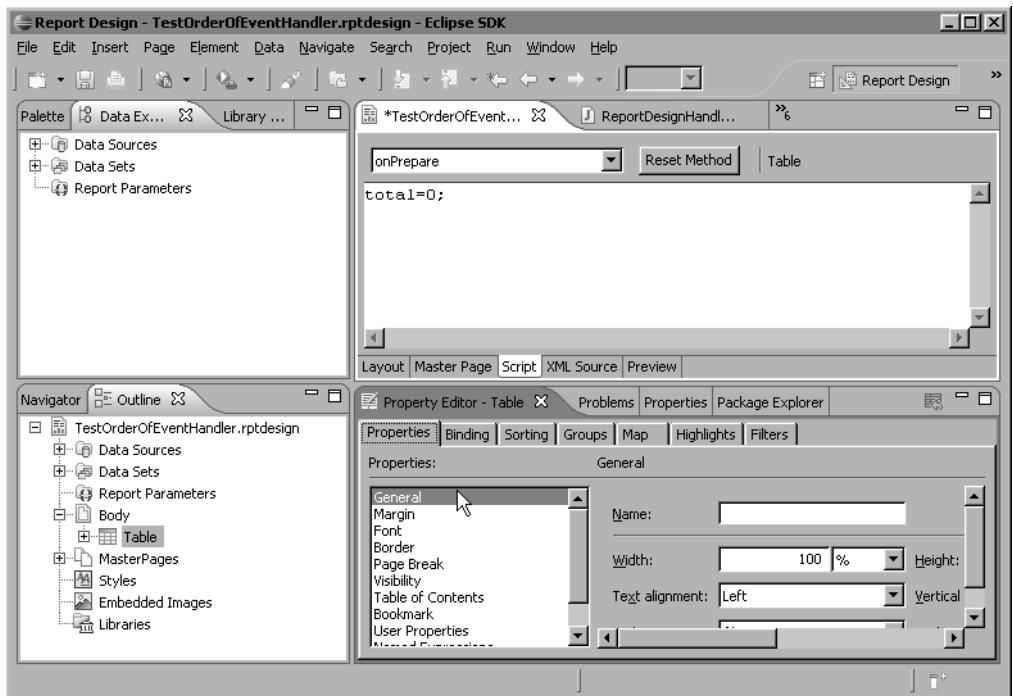 Report Design - TestOrderOfEventHandler.rptdesign - Eclipse SDK
File Edit Insert Page Element Data Navigate Search Project Run Window Help
Report Design »
Palette Data Ex... Library ...
Data Sources
Data Sets
Report Parameters
*TestOrderOfEvent... ReportDesignHandl... »6
onPrepare Reset Method Table
total=0;
Layout Master Page Script XML Source Preview
Navigator Outline
TestOrderOfEventHandler.rptdesign
Data Sources
Data Sets
Report Parameters
Body
Table
MasterPages
Styles
Embedded Images
Libraries
Property Editor - Table Problems Properties Package Explorer
Properties Binding Sorting Groups Map Highlights Filters
Properties: General
General
Margin
Font
Border
Page Break
Visibility
Table of Contents
Bookmark
User Properties
Named Expressions
Name:
Width: 100 % Height:
Text alignment: Left Vertical